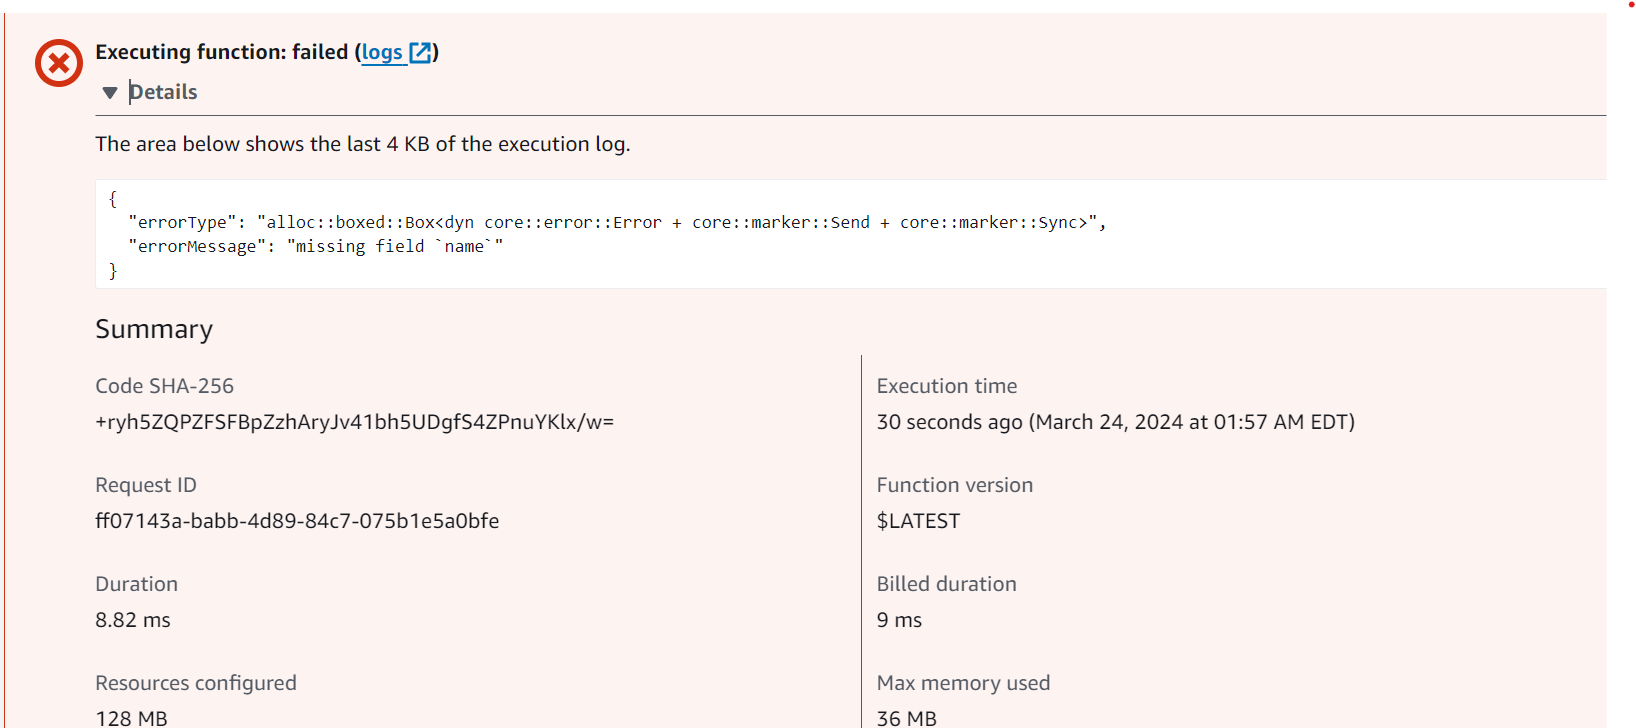 Executing function: failed (logs)
Details
The area below shows the last 4 KB of the execution log.
{
"errorType": "alloc::boxed::Box<dyn core::error::Error + core::marker::Send + core::marker::Sync>",
"errorMessage": "missing field `name`"
}
Summary
Code SHA-256
+ryh5ZQPZFSFBpZzhAryJv41bh5UDgfS4ZPnuYKlx/w=
Execution time
30 seconds ago (March 24, 2024 at 01:57 AM EDT)
Request ID
ff07143a-babb-4d89-84c7-075b1e5a0bfe
Function version
$LATEST
Duration
8.82 ms
Billed duration
9 ms
Resources configured
128 MB
Max memory used
36 MB